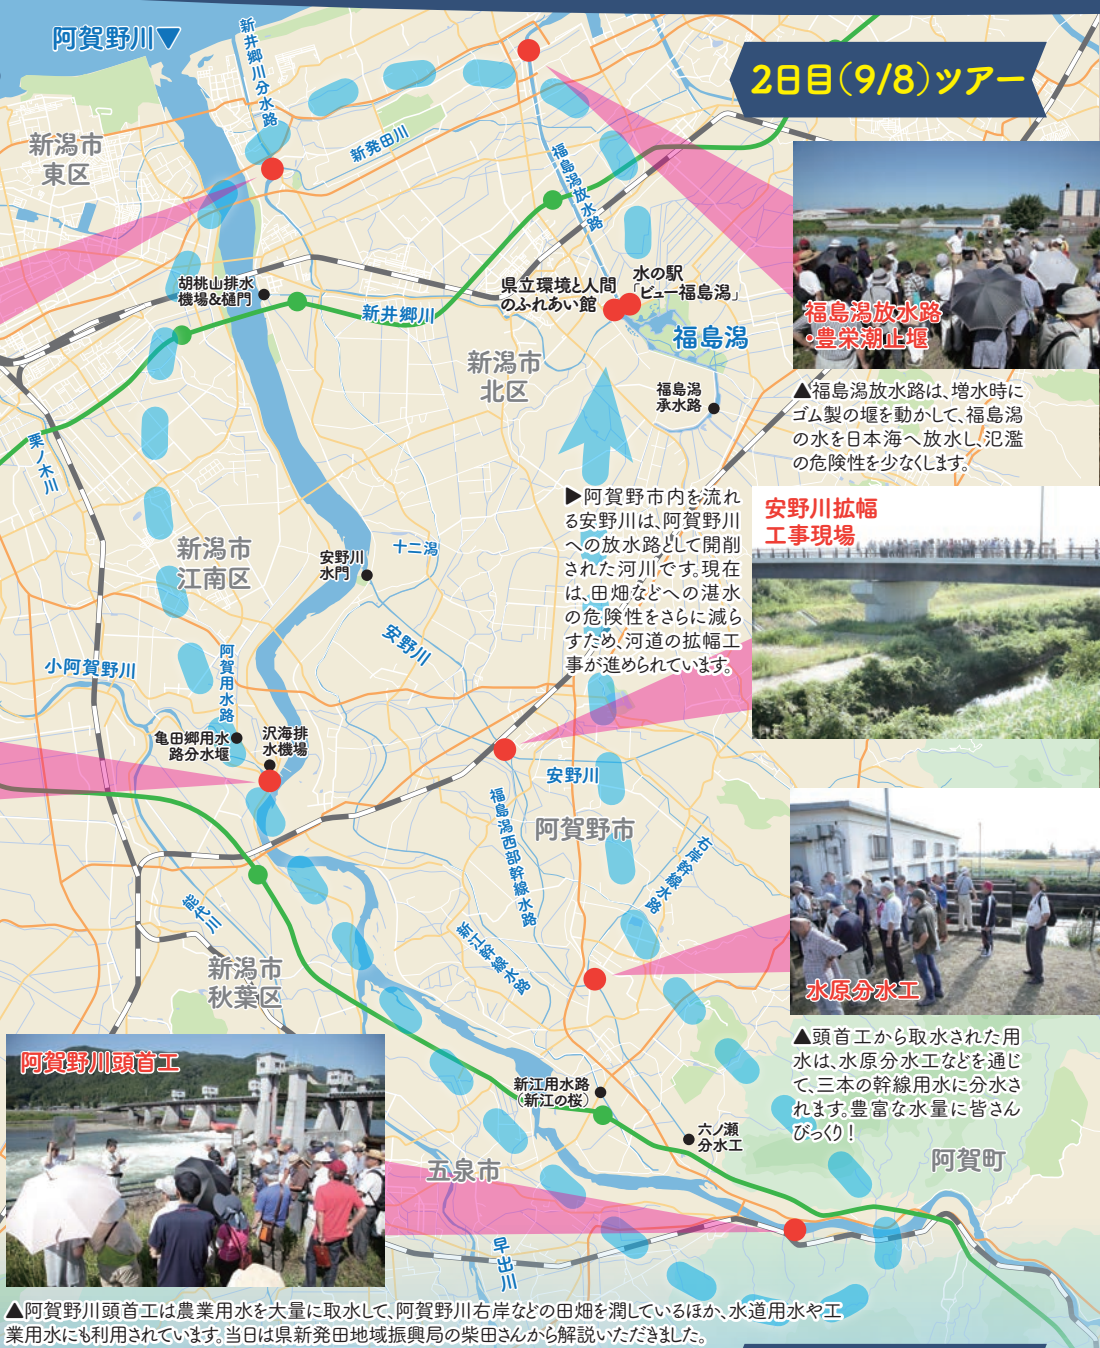 阿賀野川▼
新井郷川分水路
2日目(9/8)ツアー
新潟市
東区
新発田川
福島潟放水路
胡桃山排水
機場&樋門
新井郷川
県立環境と人間
のふれあい館
水の駅
「ビュー福島潟」
福島潟
新潟市
北区
福島潟
承水路
福島潟放水路
・豊栄潮止堰
▲福島潟放水路は、増水時に
ゴム製の堰を動かして、福島潟
の水を日本海へ放水し、氾濫
の危険性を少なくします。
栗ノ木川
新潟市
江南区
安野川
水門
十二潟
安野川
▶阿賀野市内を流れ
る安野川は、阿賀野川
への放水路として開削
された河川です。現在
は、田畑などへの湛水
の危険性をさらに減ら
すため、河道の拡幅工
事が進められています。
安野川拡幅
工事現場
小阿賀野川
阿賀用水路
亀田郷用水
路分水堰
沢海排
水機場
安野川
福島潟西部幹線水路
阿賀野市
右岸幹線水路
能代川
新江幹線水路
新潟市
秋葉区
水原分水工
▲頭首工から取水された用
水は、水原分水工などを通じ
て、三本の幹線用水に分水さ
れます。豊富な水量に皆さん
びっくり!
阿賀野川頭首工
新江用水路
(新江の桜)
六ノ瀬
分水工
五泉市
阿賀町
早出川
▲阿賀野川頭首工は農業用水を大量に取水して、阿賀野川右岸などの田畑を潤しているほか、水道用水や工
業用水にも利用されています。当日は県新発田地域振興局の柴田さんから解説いただきました。